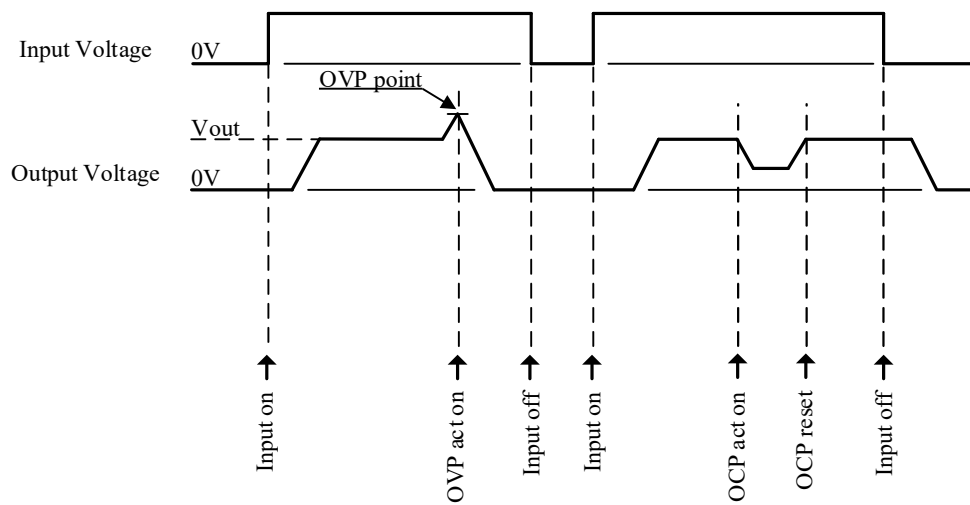 Input Voltage
0V
OVP point
Vout
Output Voltage
0V
Input on
OVP act on
Input off
Input on
OCP act on
OCP reset
Input off